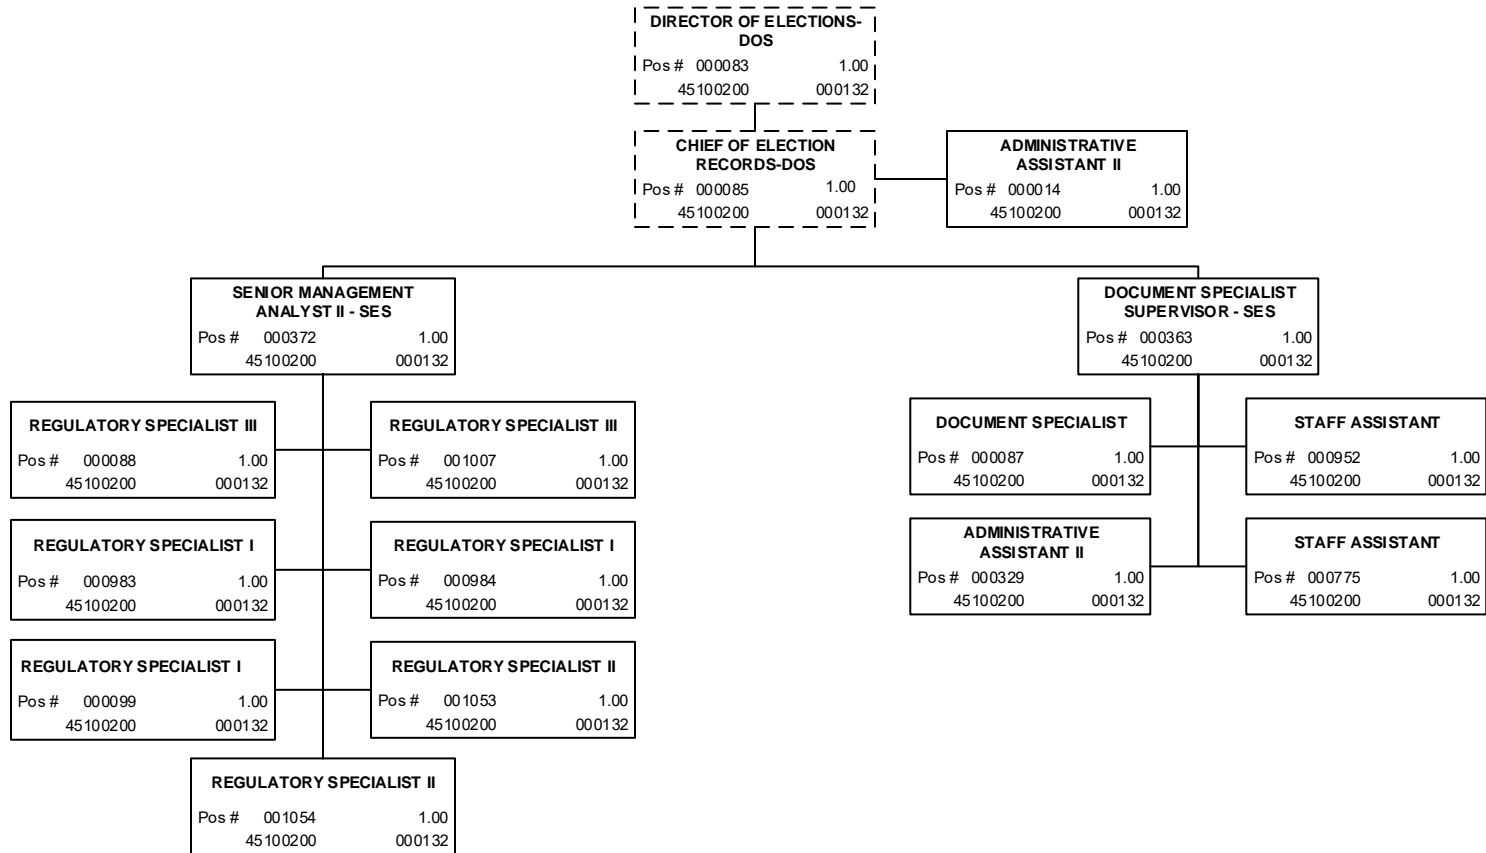 DIRECTOR OF ELECTIONS-
DOS
Pos # 000083 1.00
45100200 000132
CHIEF OF ELECTION
RECORDS-DOS
Pos # 000085 1.00
45100200 000132
ADMINISTRATIVE
ASSISTANT II
Pos # 000014 1.00
45100200 000132
SENIOR MANAGEMENT
ANALYST II - SES
Pos # 000372 1.00
45100200 000132
DOCUMENT SPECIALIST
SUPERVISOR - SES
Pos # 000363 1.00
45100200 000132
REGULATORY SPECIALIST III
Pos # 000088 1.00
45100200 000132
REGULATORY SPECIALIST III
Pos # 001007 1.00
45100200 000132
DOCUMENT SPECIALIST
Pos # 000087 1.00
45100200 000132
STAFF ASSISTANT
Pos # 000952 1.00
45100200 000132
REGULATORY SPECIALIST I
Pos # 000983 1.00
45100200 000132
REGULATORY SPECIALIST I
Pos # 000984 1.00
45100200 000132
ADMINISTRATIVE
ASSISTANT II
Pos # 000329 1.00
45100200 000132
STAFF ASSISTANT
Pos # 000775 1.00
45100200 000132
REGULATORY SPECIALIST I
Pos # 000099 1.00
45100200 000132
REGULATORY SPECIALIST II
Pos # 001053 1.00
45100200 000132
REGULATORY SPECIALIST II
Pos # 001054 1.00
45100200 000132